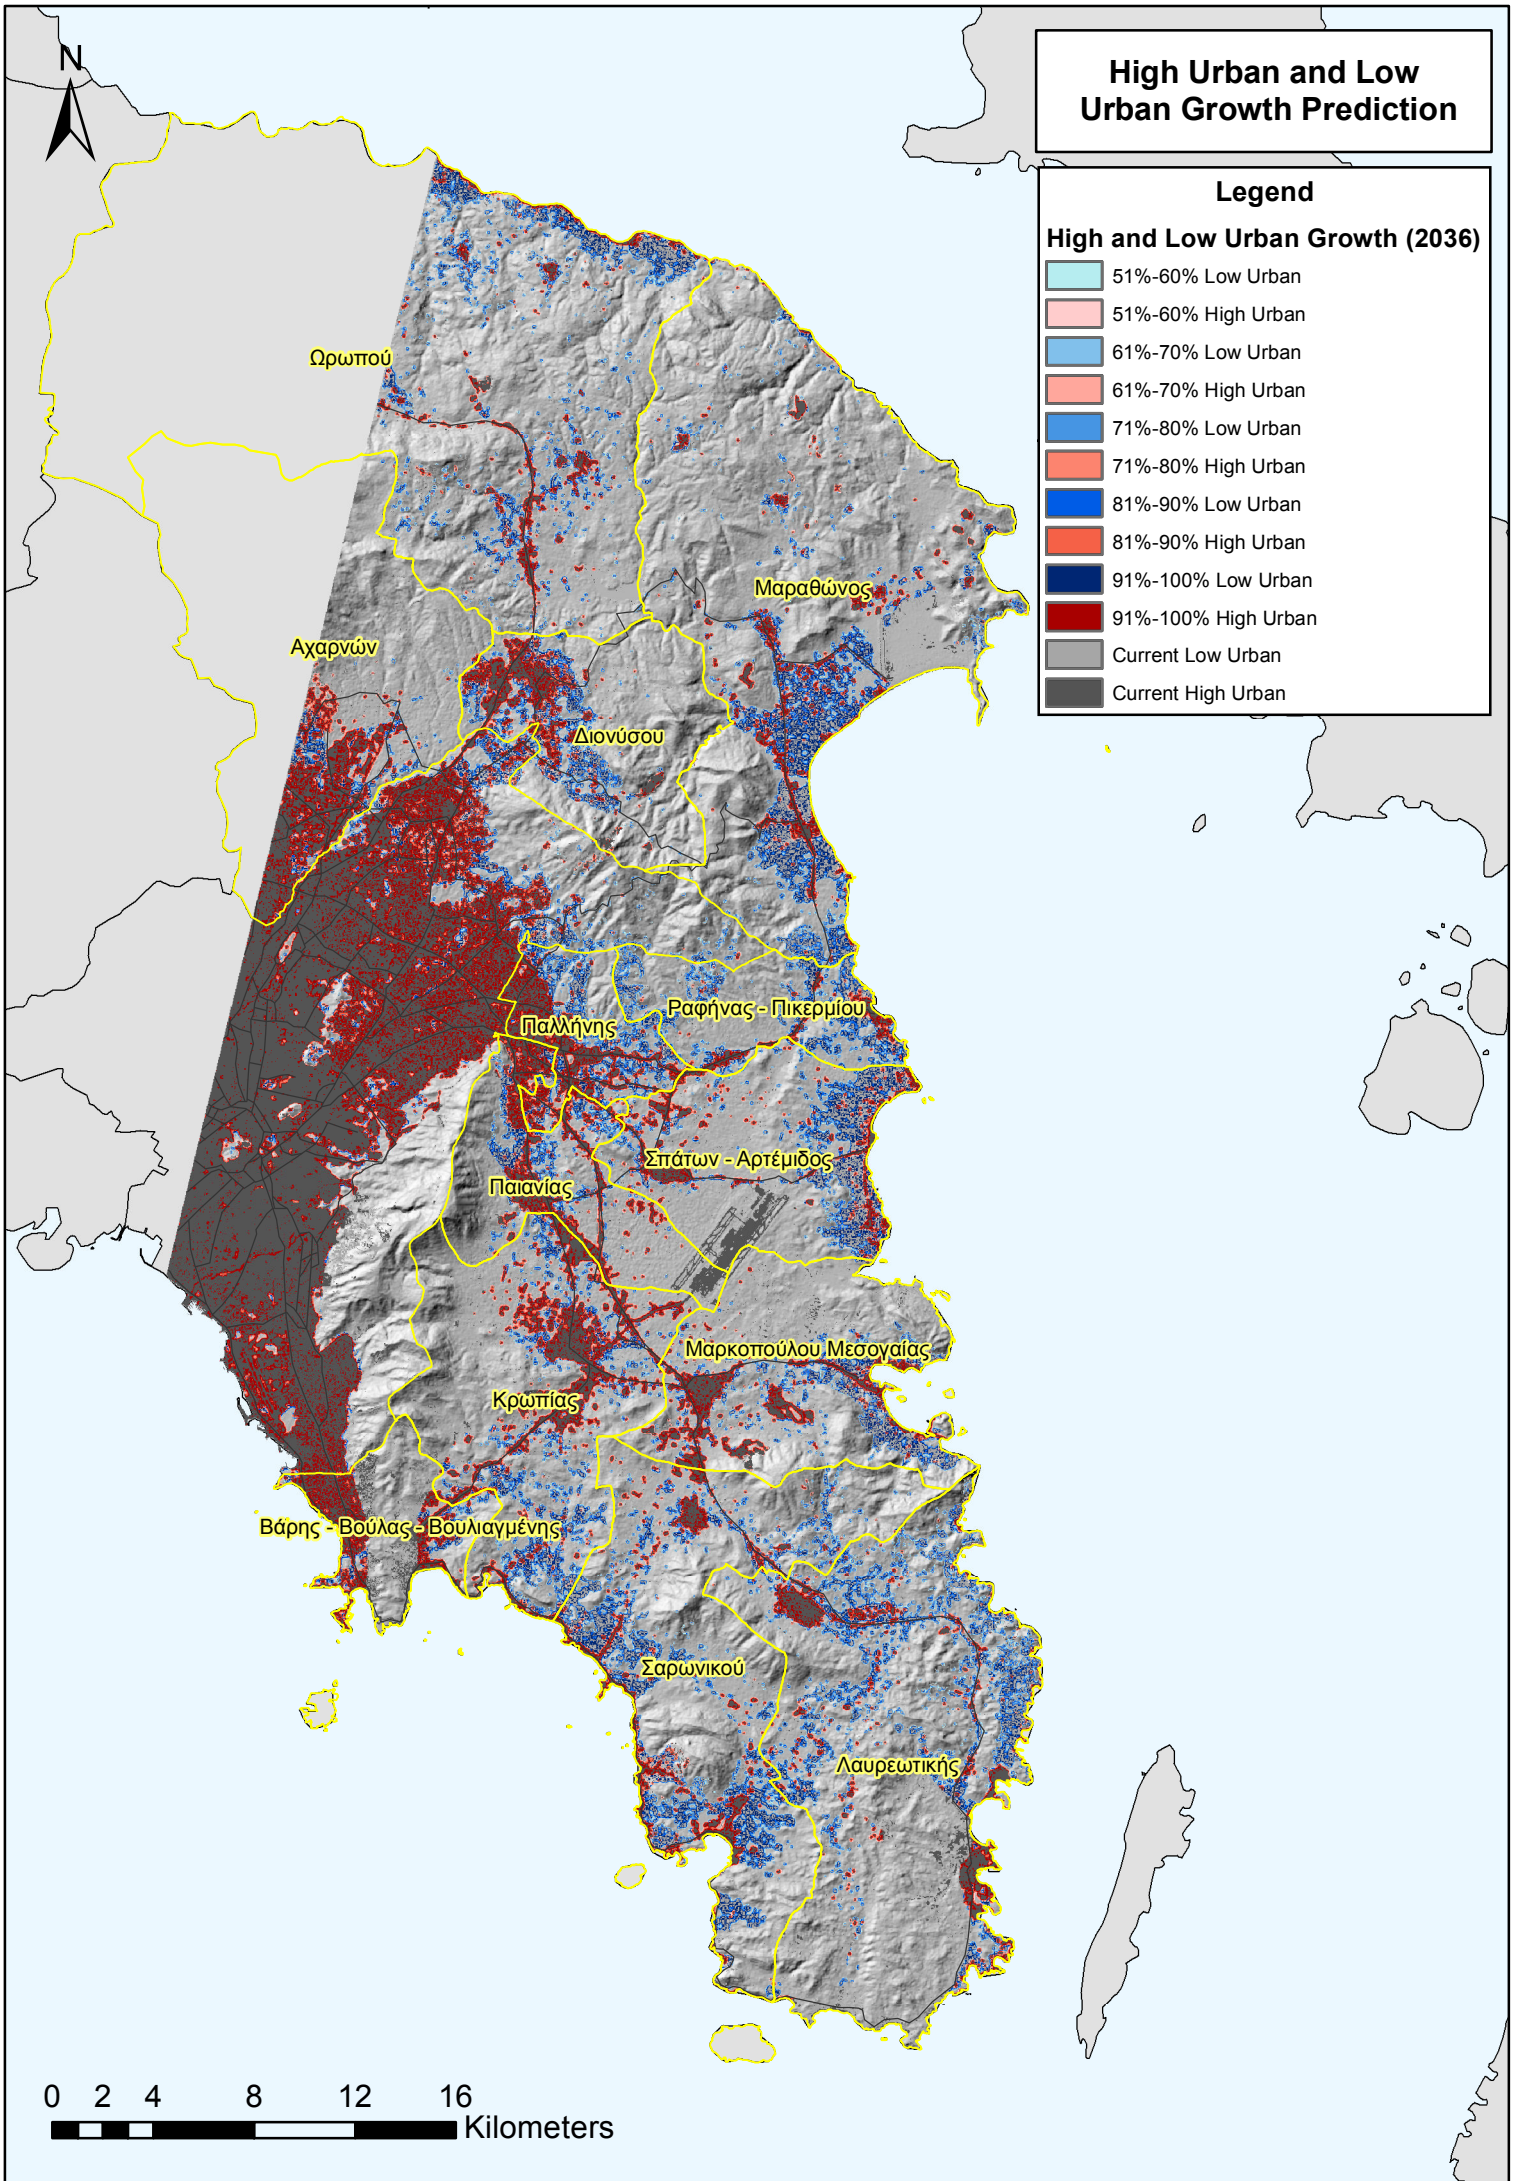 N
High Urban and Low
Urban Growth Prediction
Legend
High and Low Urban Growth (2036)
51%-60% Low Urban
51%-60% High Urban
61%-70% Low Urban
61%-70% High Urban
71%-80% Low Urban
71%-80% High Urban
81%-90% Low Urban
81%-90% High Urban
91%-100% Low Urban
91%-100% High Urban
Current Low Urban
Current High Urban
Ωρωπού
Μαραθώνος
Αχαρνών
Διονύσου
Ραφήνας - Πικερμίου
Παλλήνης
Σπάτων - Αρτέμιδος
Παιανίας
Μαρκοπούλου Μεσογαίας
Κρωπίας
Βάρης - Βούλας - Βουλιαγμένης
Σαρωνικού
Λαυρεωτικής
0 2 4 8 12 16
Kilometers